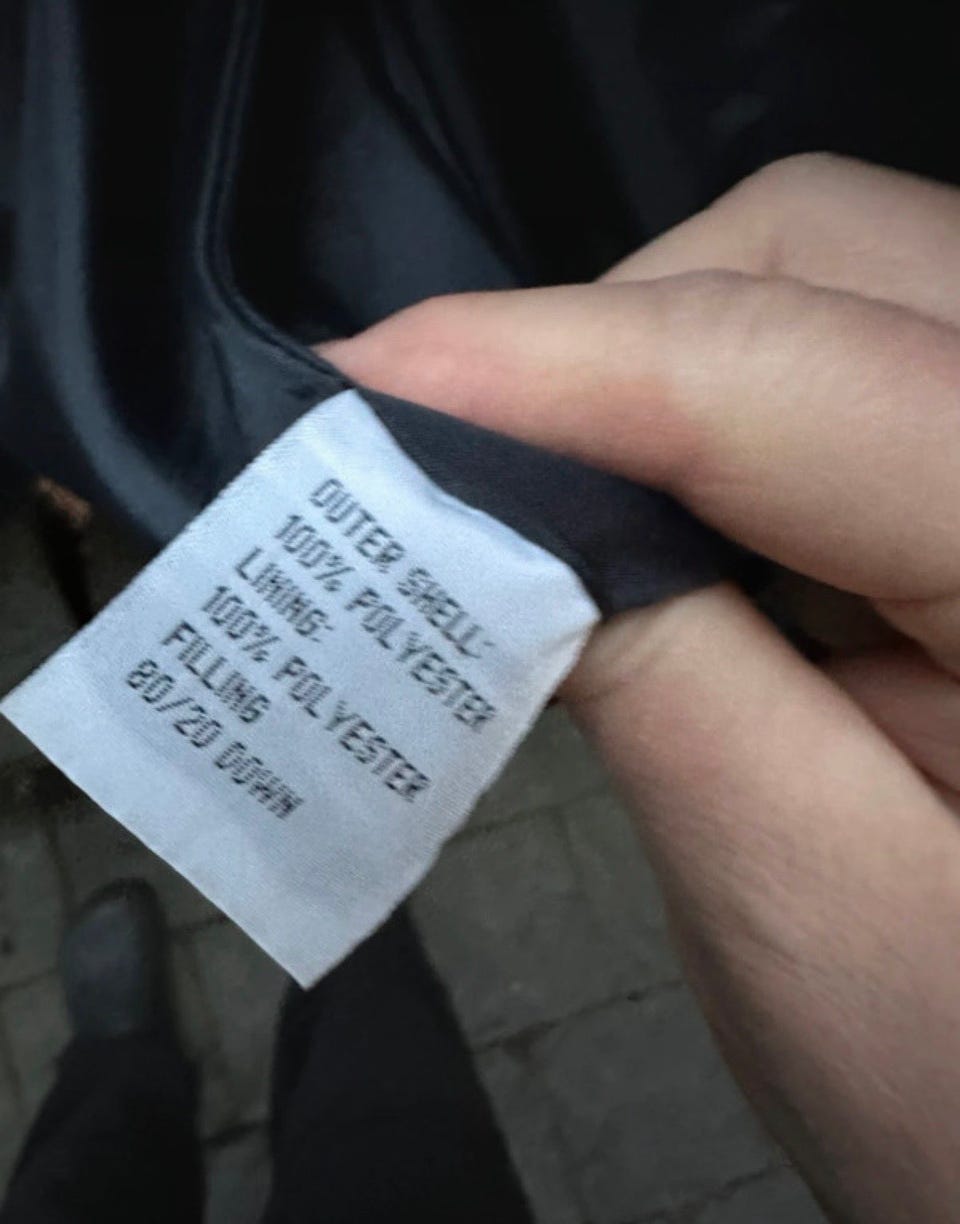 OUTER SHELL:
100% POLYESTER
LINING:
100% POLYESTER
FILLING
80/20 DOWN